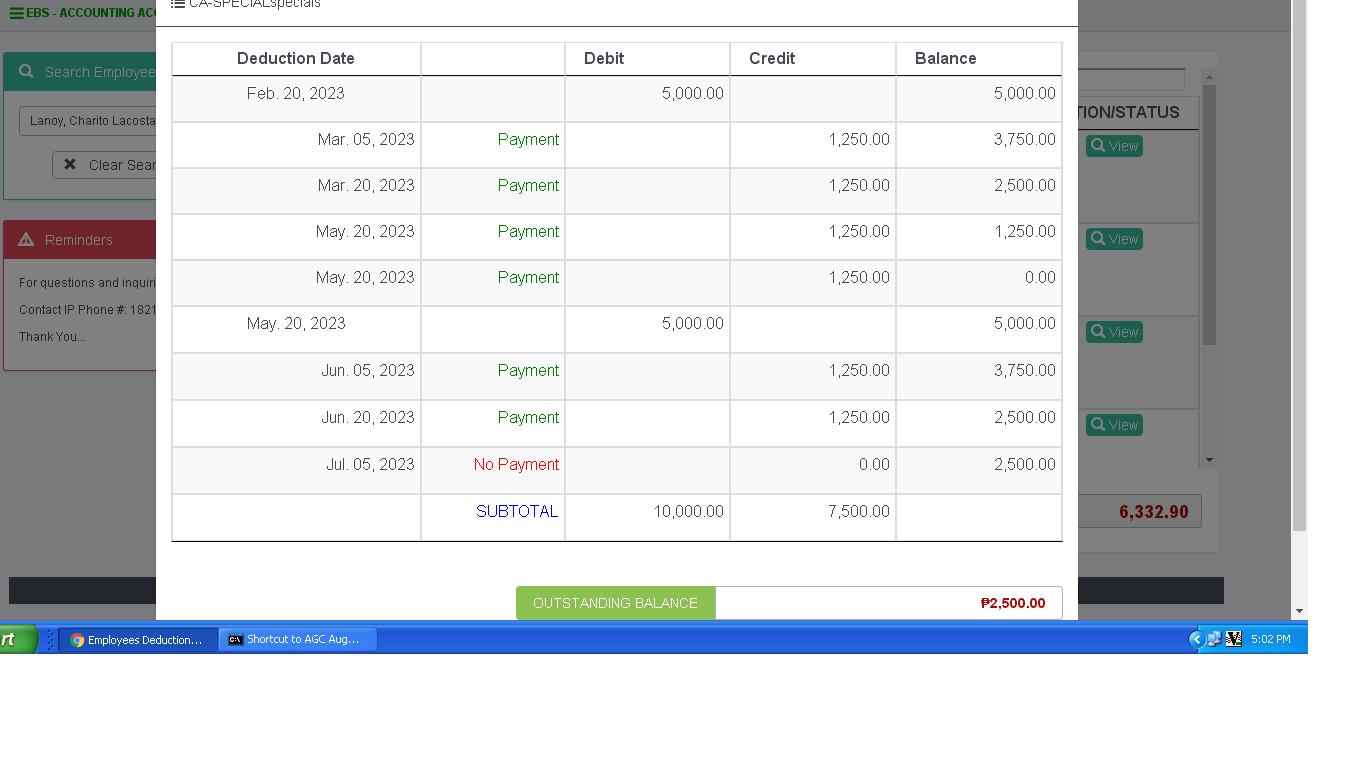 EBS - ACCOUNTING
CA-SPECIALspecials
Search Employee
Lanoy, Charito Lacosta
Clear Sear
Reminders
For questions and inquiri
Contact IP Phone #: 1821
Thank You...
Deduction Date Debit Credit Balance
Feb. 20, 2023 5,000.00 5,000.00
Mar. 05, 2023 Payment 1,250.00 3,750.00
Mar. 20, 2023 Payment 1,250.00 2,500.00
May. 20, 2023 Payment 1,250.00 1,250.00
May. 20, 2023 Payment 1,250.00 0.00
May. 20, 2023 5,000.00 5,000.00
Jun. 05, 2023 Payment 1,250.00 3,750.00
Jun. 20, 2023 Payment 1,250.00 2,500.00
Jul. 05, 2023 No Payment 0.00 2,500.00
SUBTOTAL 10,000.00 7,500.00
OUTSTANDING BALANCE ₱2,500.00
TION/STATUS
View
View
View
View
6,332.90
rt Employees Deduction... Shortcut to AGC Aug... 5:02 PM